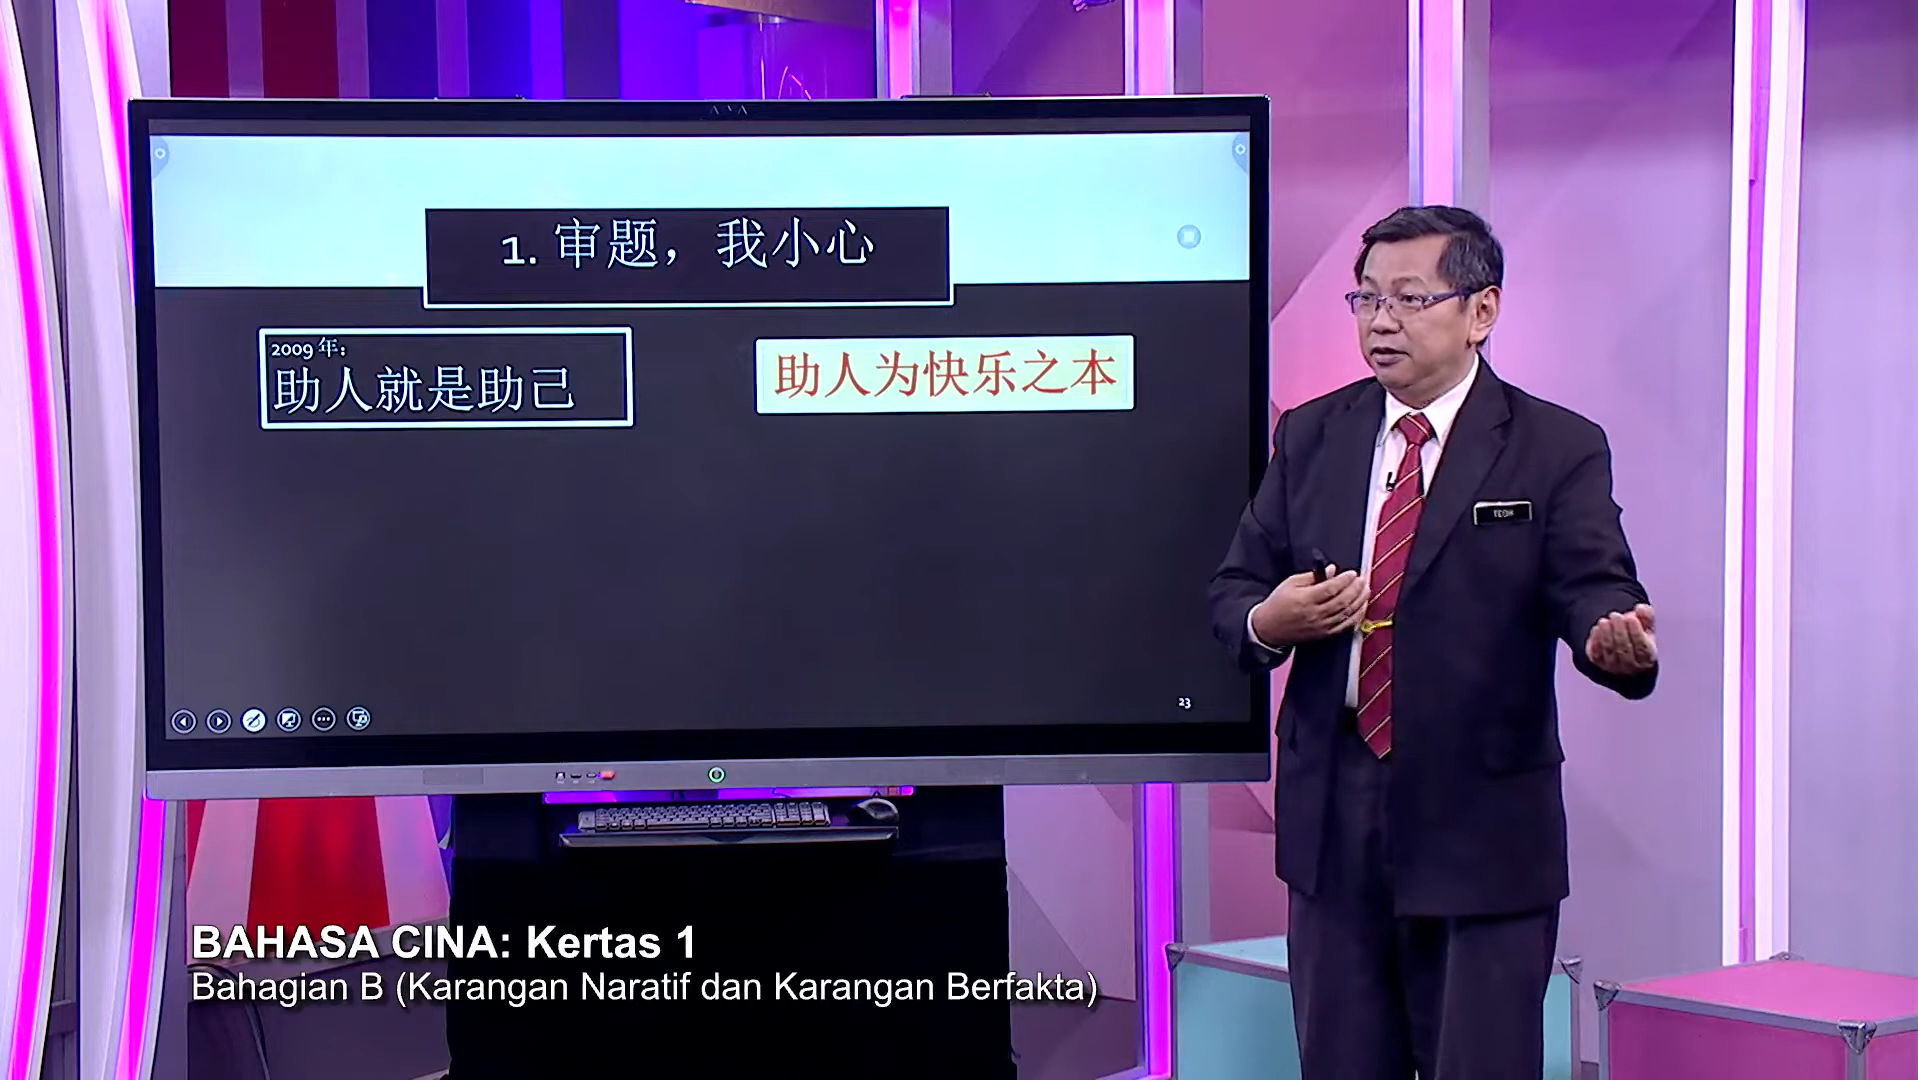 1. 审题，我小心
2009 年：
助人就是助己
助人为快乐之本
23
TEOH
BAHASA CINA: Kertas 1
Bahagian B (Karangan Naratif dan Karangan Berfakta)